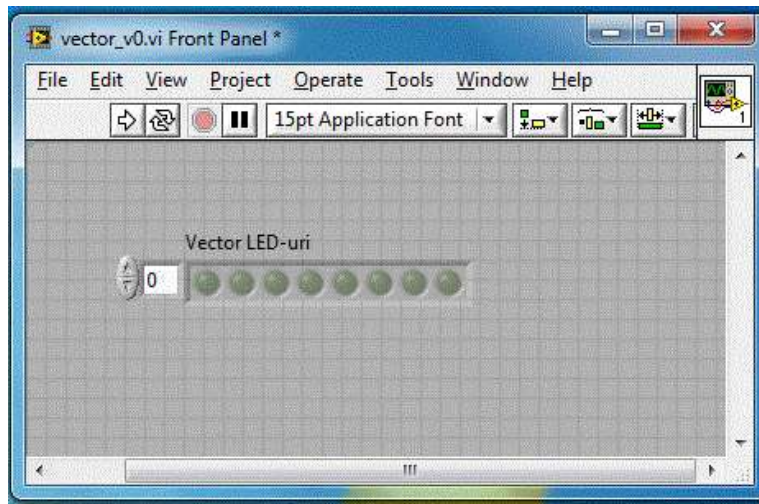 vector_v0.vi Front Panel *
File Edit View Project Operate Tools Window Help
15pt Application Font
1
Vector LED-uri
0